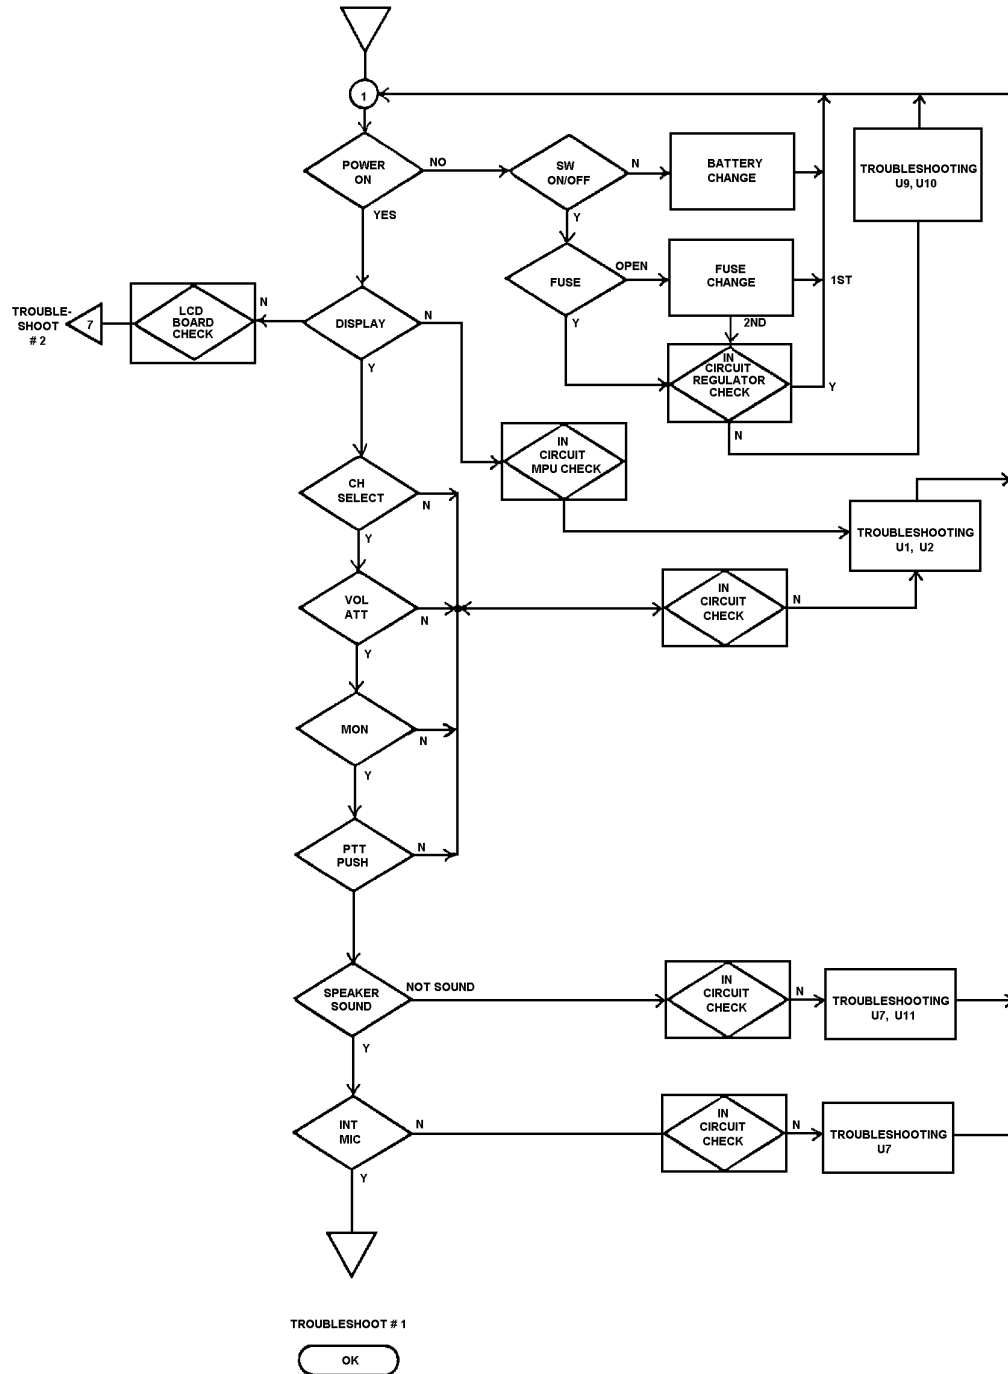 1
POWER
ON
NO
YES
SW
ON/OFF
N
Y
BATTERY
CHANGE
TROUBLESHOOTING
U9, U10
FUSE
OPEN
Y
FUSE
CHANGE
1ST
2ND
IN
CIRCUIT
REGULATOR
CHECK
Y
N
TROUBLE-
SHOOT
# 2
7
LCD
BOARD
CHECK
N
DISPLAY
N
Y
IN
CIRCUIT
MPU CHECK
CH
SELECT
N
Y
TROUBLESHOOTING
U1, U2
VOL
ATT
N
Y
IN
CIRCUIT
CHECK
N
MON
N
Y
PTT
PUSH
N
SPEAKER
SOUND
NOT SOUND
Y
IN
CIRCUIT
CHECK
N
TROUBLESHOOTING
U7, U11
INT
MIC
N
Y
IN
CIRCUIT
CHECK
N
TROUBLESHOOTING
U7
TROUBLESHOOT # 1
OK